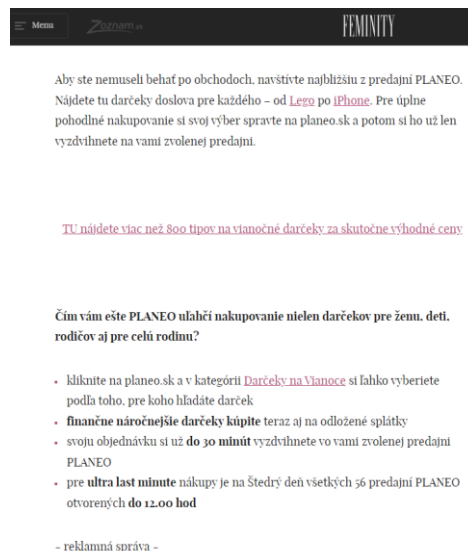 Menu
Zoznam.sk
FEMINITY
Aby ste nemuseli behať po obchodoch, navštívte najbližšiu z predajní PLANEO.
Nájdete tu darčeky doslova pre každého – od Lego po iPhone. Pre úplne
pohodlné nakupovanie si svoj výber spravte na planeo.sk a potom si ho už len
vyzdvihnete na vami zvolenej predajni.
TU nájdete viac než 800 tipov na vianočné darčeky za skutočne výhodné ceny
Čím vám ešte PLANEO uľahčí nakupovanie nielen darčekov pre ženu, deti,
rodičov aj pre celú rodinu?
• kliknite na planeo.sk a v kategórii Darčeky na Vianoce si ľahko vyberiete
podľa toho, pre koho hľadáte darček
• finančne náročnejšie darčeky kúpite teraz aj na odložené splátky
• svoju objednávku si už do 30 minút vyzdvihnete vo vami zvolenej predajni
PLANEO
• pre ultra last minute nákupy je na Štedrý deň všetkých 56 predajní PLANEO
otvorených do 12.00 hod
– reklamná správa –